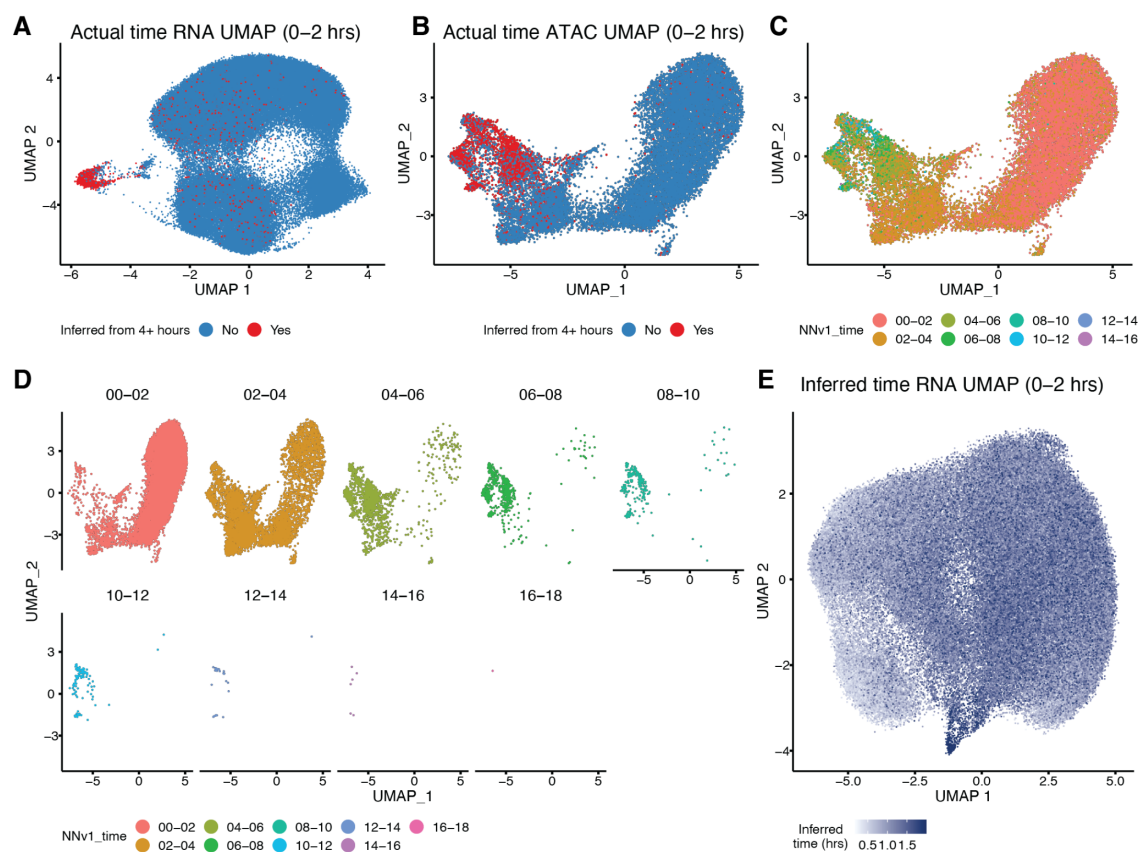 A
Actual time RNA UMAP (0−2 hrs)
4
0
−4
UMAP 2
−6 −4 −2 0 2 4
UMAP 1
Inferred from 4+ hours No Yes
B
Actual time ATAC UMAP (0−2 hrs)
3
0
−3
UMAP_2
−5 0 5
UMAP_1
Inferred from 4+ hours No Yes
C
3
0
−3
UMAP_2
−5 0 5
UMAP_1
NNv1_time
00−02 04−06 08−10 12−14
02−04 06−08 10−12 14−16
D
00−02 02−04 04−06 06−08 08−10
3
0
−3
−5 0 5
UMAP_2
10−12 12−14 14−16 16−18
3
0
−3
−5 0 5 −5 0 5 −5 0 5 −5 0 5
UMAP_1
NNv1_time
00−02 04−06 08−10 12−14 16−18
02−04 06−08 10−12 14−16
E
Inferred time RNA UMAP (0−2 hrs)
2
0
−2
−4
UMAP 2
−5.0 −2.5 0.0 2.5 5.0
UMAP 1
Inferred
time (hrs)
0.51.01.5